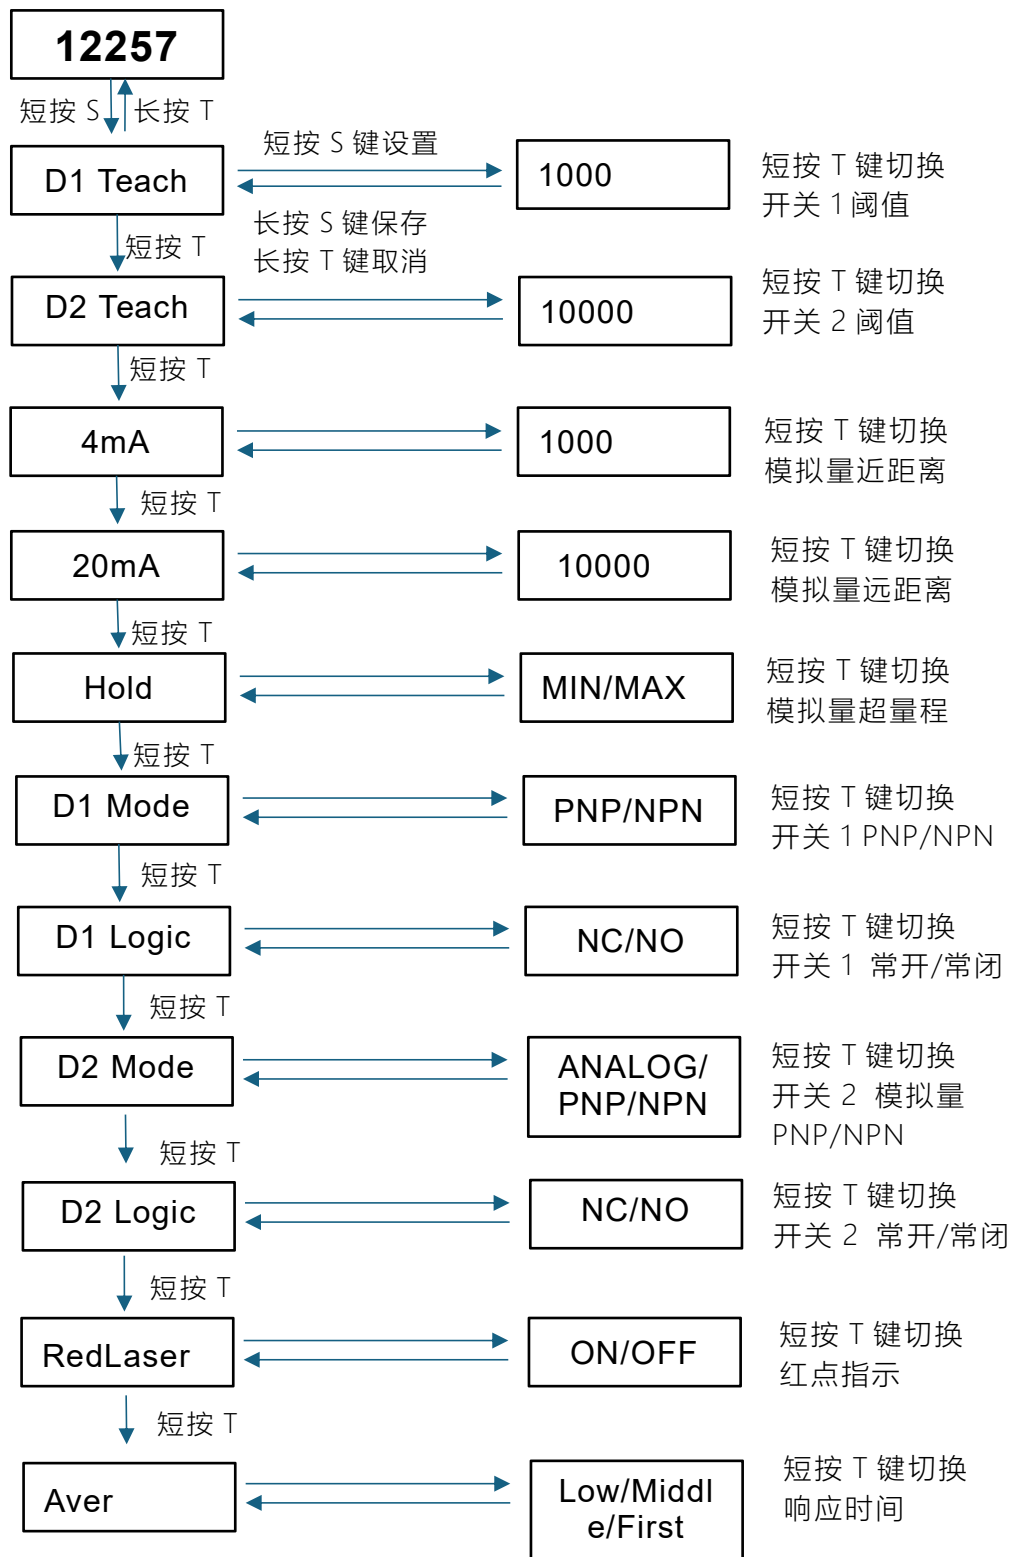 12257
短按 S 长按 T
短按 S 键设置
D1 Teach
1000
短按 T 键切换
开关 1 阈值
长按 S 键保存
长按 T 键取消
短按 T
D2 Teach
10000
短按 T 键切换
开关 2 阈值
短按 T
4mA
1000
短按 T 键切换
模拟量近距离
短按 T
20mA
10000
短按 T 键切换
模拟量远距离
短按 T
Hold
MIN/MAX
短按 T 键切换
模拟量超量程
短按 T
D1 Mode
PNP/NPN
短按 T 键切换
开关 1 PNP/NPN
短按 T
D1 Logic
NC/NO
短按 T 键切换
开关 1 常开/常闭
短按 T
D2 Mode
ANALOG/
PNP/NPN
短按 T 键切换
开关 2 模拟量
PNP/NPN
短按 T
D2 Logic
NC/NO
短按 T 键切换
开关 2 常开/常闭
短按 T
RedLaser
ON/OFF
短按 T 键切换
红点指示
短按 T
Aver
Low/Middl
e/First
短按 T 键切换
响应时间